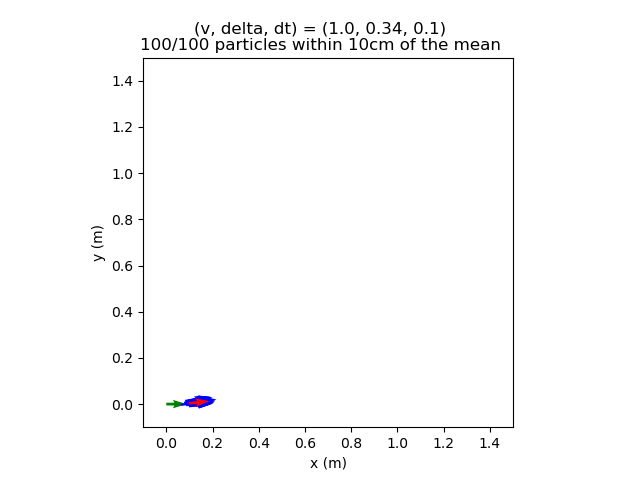 (v, delta, dt) = (1.0, 0.34, 0.1)
100/100 particles within 10cm of the mean
1.4
1.2
1.0
0.8
0.6
0.4
0.2
0.0
y (m)
0.0 0.2 0.4 0.6 0.8 1.0 1.2 1.4
x (m)